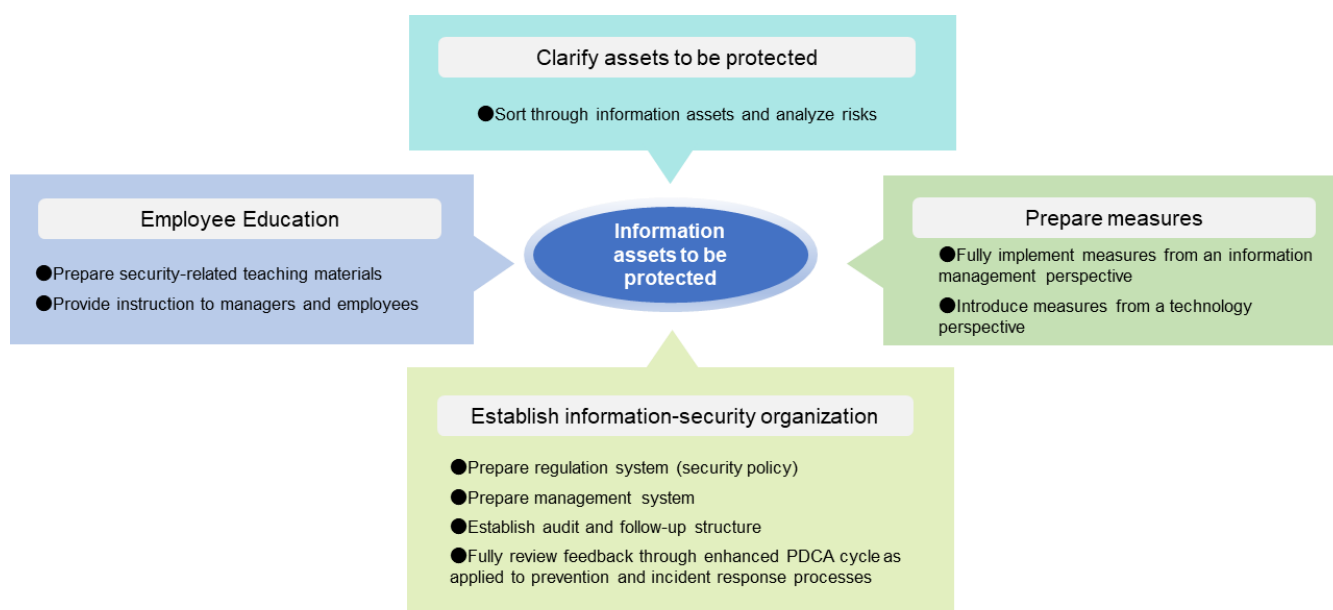 Clarify assets to be protected
●Sort through information assets and analyze risks
Employee Education
●Prepare security-related teaching materials
●Provide instruction to managers and employees
Information
assets to be
protected
Prepare measures
●Fully implement measures from an information
management perspective
●Introduce measures from a technology
perspective
Establish information-security organization
●Prepare regulation system (security policy)
●Prepare management system
●Establish audit and follow-up structure
●Fully review feedback through enhanced PDCA cycle as
applied to prevention and incident response processes